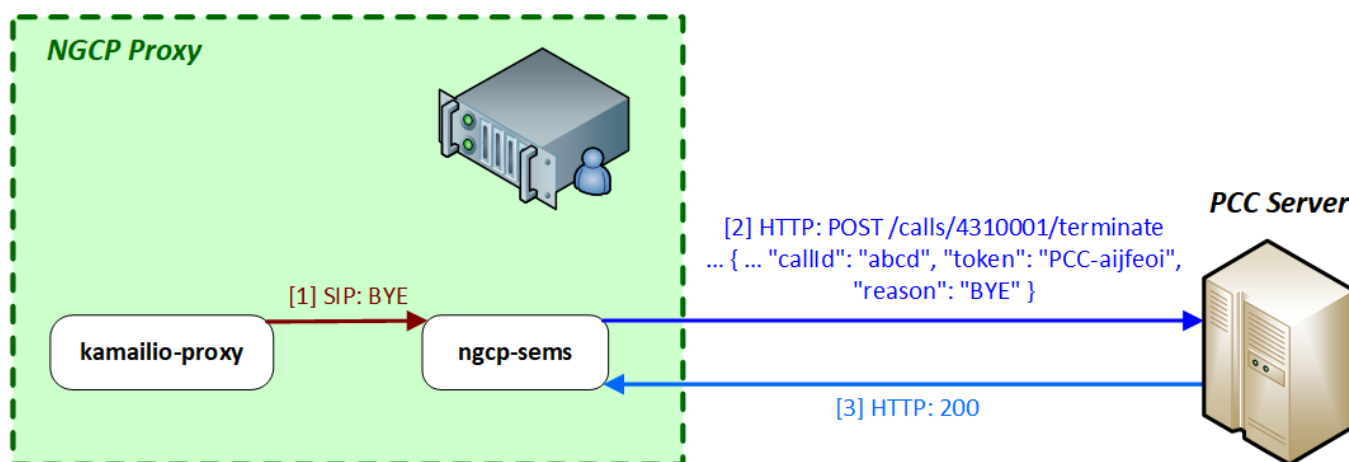 NGCP Proxy
PCC Server
[2] HTTP: POST /calls/4310001/terminate
... { ... "callId": "abcd", "token": "PCC-aijfeoi",
"reason": "BYE" }
[1] SIP: BYE
kamailio-proxy
ngcp-sems
[3] HTTP: 200